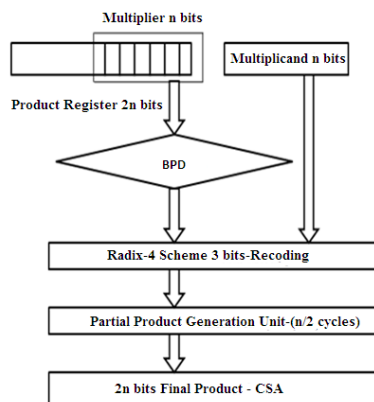 Multiplier n bits
Multiplicand n bits
Product Register 2n bits
BPD
Radix-4 Scheme 3 bits-Recoding
Partial Product Generation Unit-(n/2 cycles)
2n bits Final Product - CSA